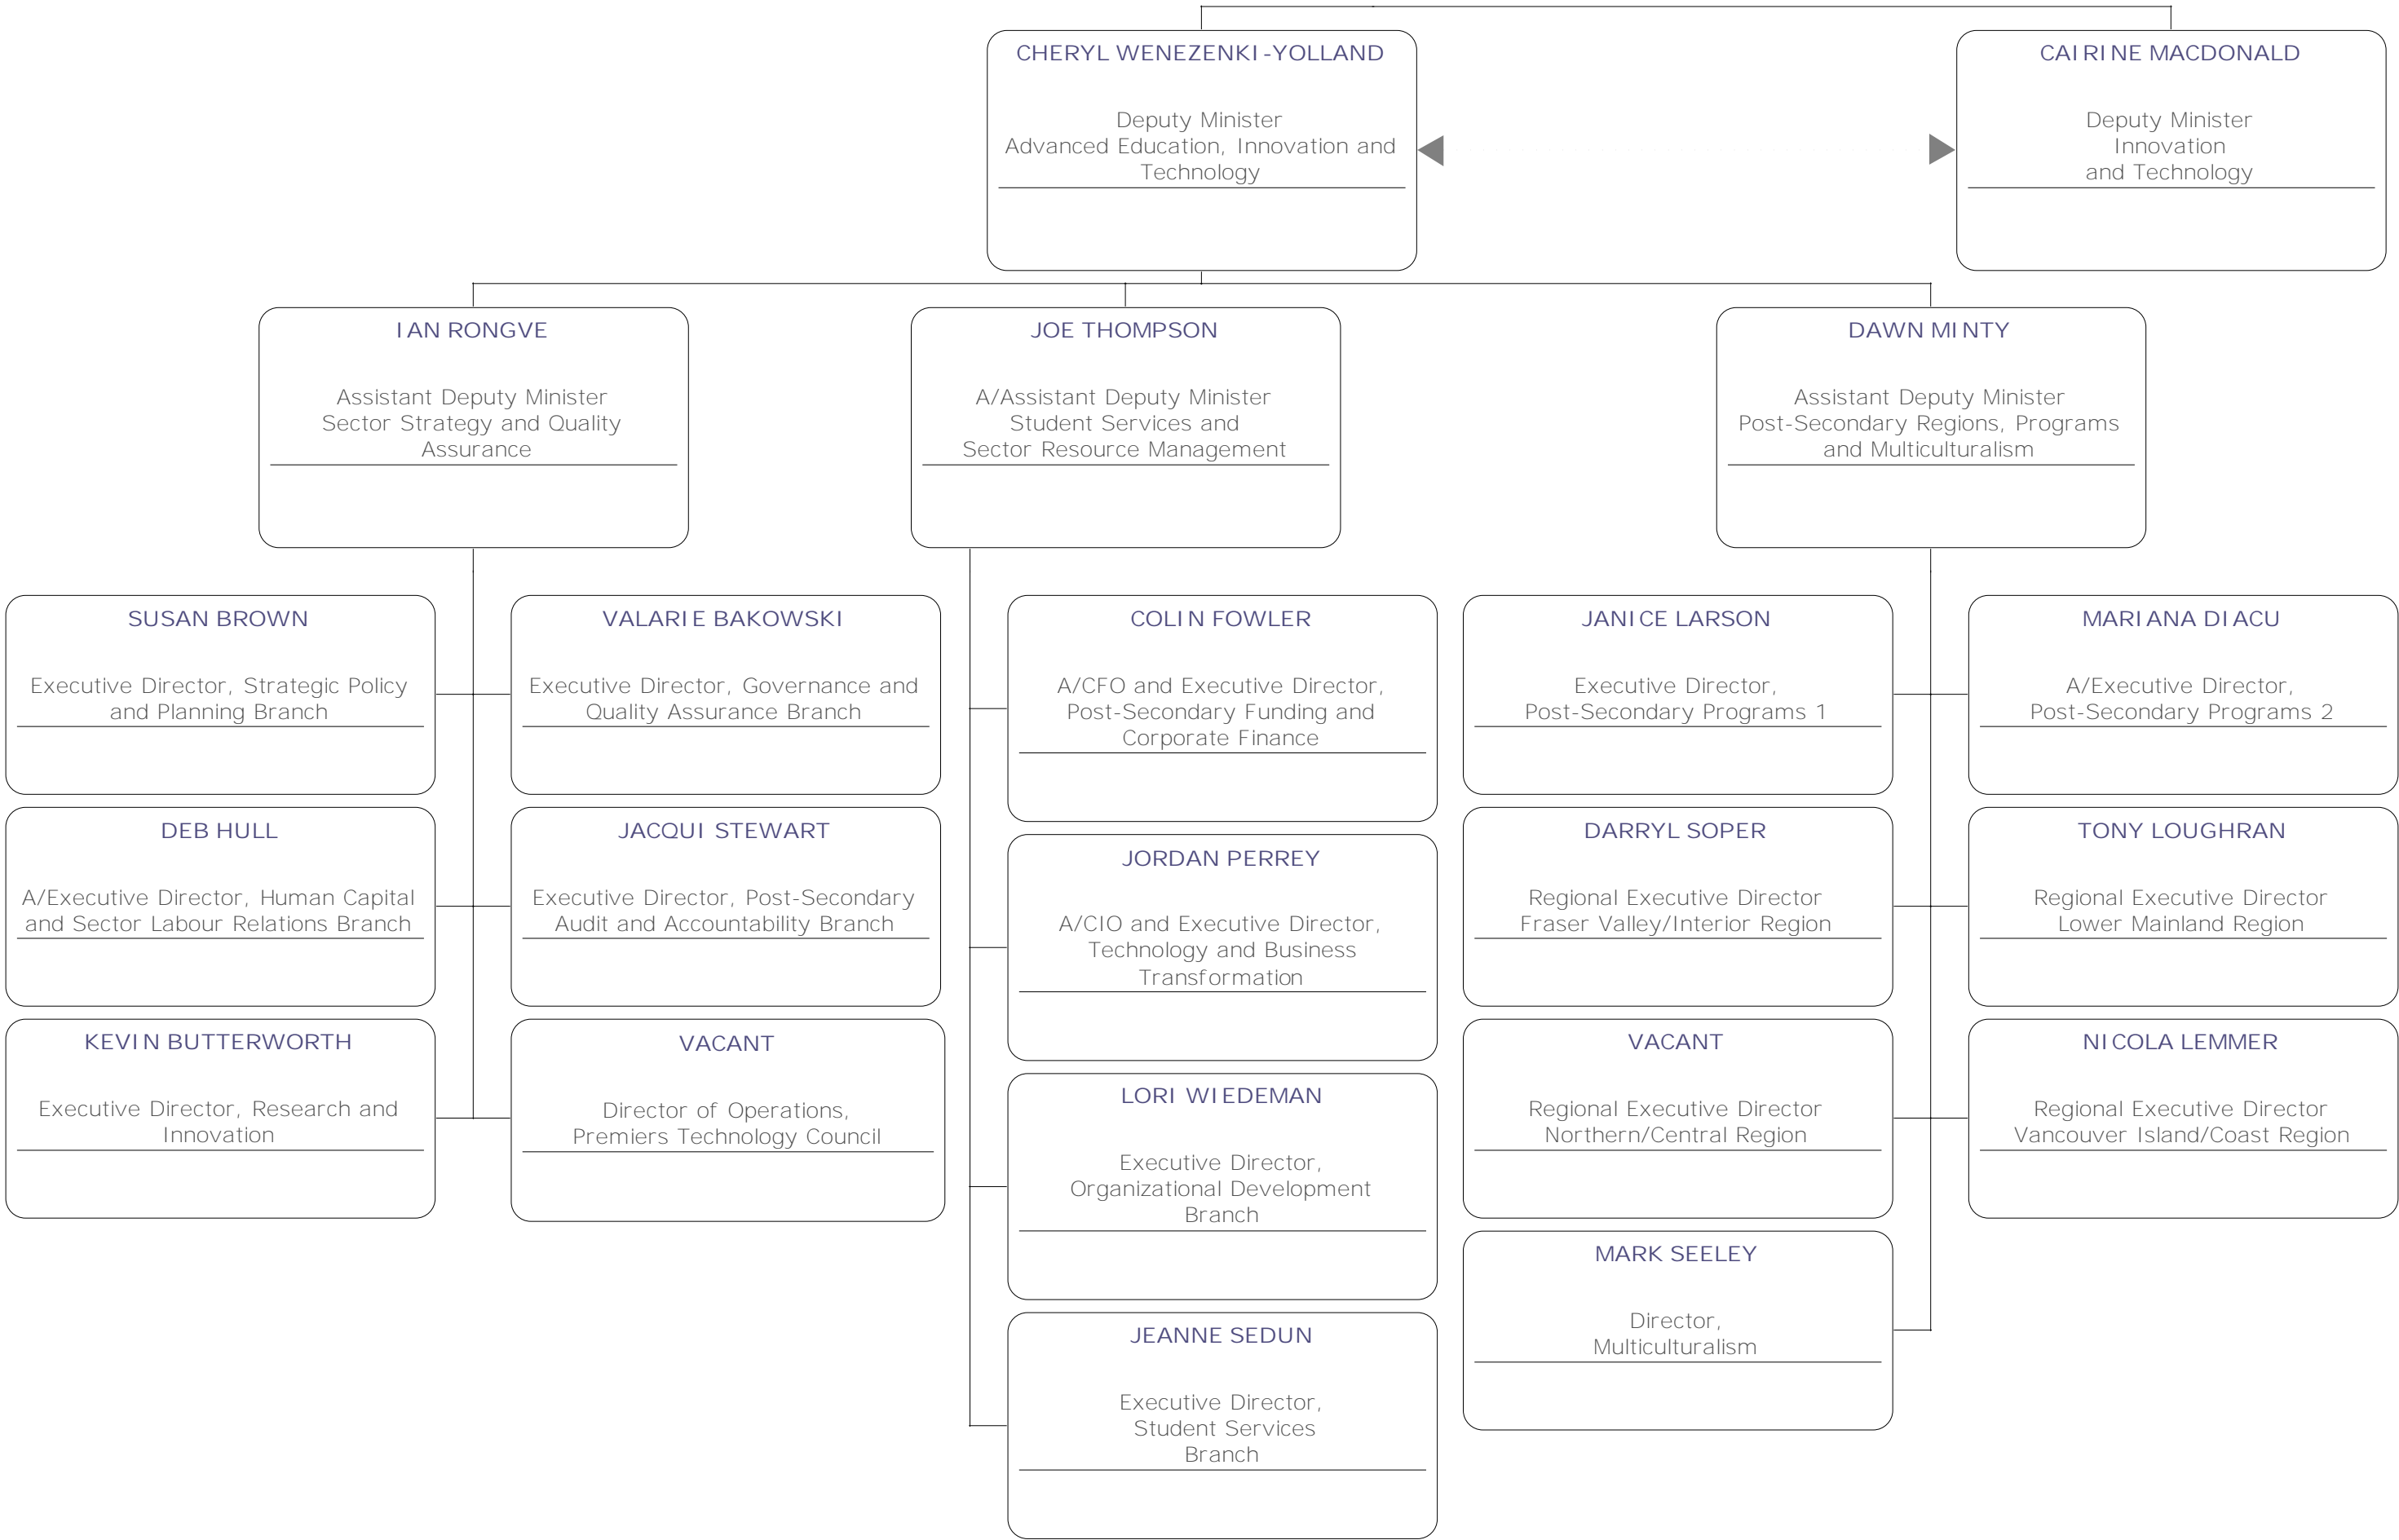 CHERYL WENEZENKI-YOLLAND
Deputy Minister
Advanced Education, Innovation and
Technology
CAIRINE MACDONALD
Deputy Minister
Innovation
and Technology
IAN RONGVE
Assistant Deputy Minister
Sector Strategy and Quality
Assurance
JOE THOMPSON
A/Assistant Deputy Minister
Student Services and
Sector Resource Management
DAWN MINTY
Assistant Deputy Minister
Post-Secondary Regions, Programs
and Multiculturalism
SUSAN BROWN
Executive Director, Strategic Policy
and Planning Branch
VALARIE BAKOWSKI
Executive Director, Governance and
Quality Assurance Branch
COLIN FOWLER
A/CFO and Executive Director,
Post-Secondary Funding and
Corporate Finance
JANICE LARSON
Executive Director,
Post-Secondary Programs 1
MARIANA DIACU
A/Executive Director,
Post-Secondary Programs 2
DEB HULL
A/Executive Director, Human Capital
and Sector Labour Relations Branch
JACQUI STEWART
Executive Director, Post-Secondary
Audit and Accountability Branch
JORDAN PERREY
A/CIO and Executive Director,
Technology and Business
Transformation
DARRYL SOPER
Regional Executive Director
Fraser Valley/Interior Region
TONY LOUGHRAN
Regional Executive Director
Lower Mainland Region
KEVIN BUTTERWORTH
Executive Director, Research and
Innovation
VACANT
Director of Operations,
Premiers Technology Council
LORI WIEDEMAN
Executive Director,
Organizational Development
Branch
VACANT
Regional Executive Director
Northern/Central Region
NICOLA LEMMER
Regional Executive Director
Vancouver Island/Coast Region
MARK SEELEY
Director,
Multiculturalism
JEANNE SEDUN
Executive Director,
Student Services
Branch